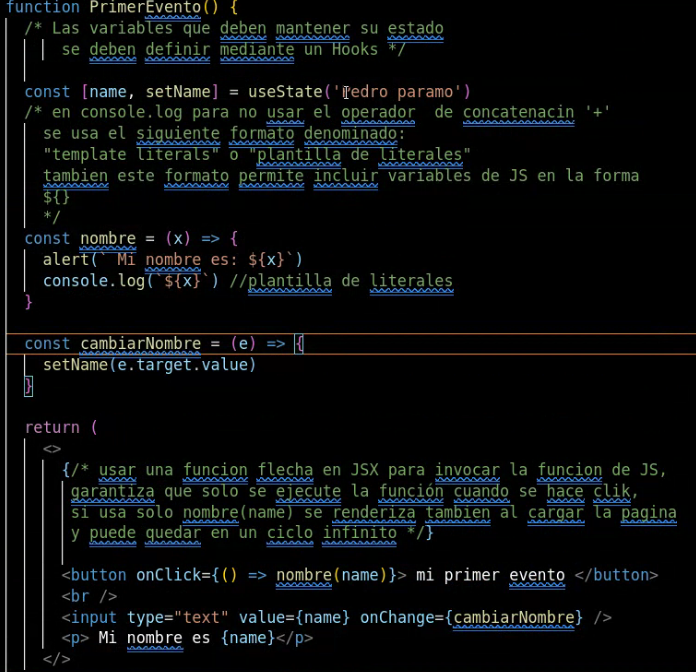 function PrimerEvento() {
/* Las variables que deben mantener su estado
se deben definir mediante un Hooks */
const [name, setName] = useState('Pedro paramo')
/* en console.log para no usar el operador  de concatenacin '+'
se usa el siguiente formato denominado:
"template literals" o "plantilla de literales"
tambien este formato permite incluir variables de JS en la forma
${}
*/
const nombre = (x) => {
alert(` Mi nombre es: ${x}`)
console.log(`${x}`) //plantilla de literales
}
const cambiarNombre = (e) => {
setName(e.target.value)
}
return (
<>
{/* usar una funcion flecha en JSX para invocar la funcion de JS,
garantiza que solo se ejecute la función cuando se hace clik,
si usa solo nombre(name) se renderiza tambien al cargar la pagina
y puede quedar en un ciclo infinito */}
<button onClick={() => nombre(name)}> mi primer evento </button>
<br />
<input type="text" value={name} onChange={cambiarNombre} />
<p> Mi nombre es {name}</p>
</>